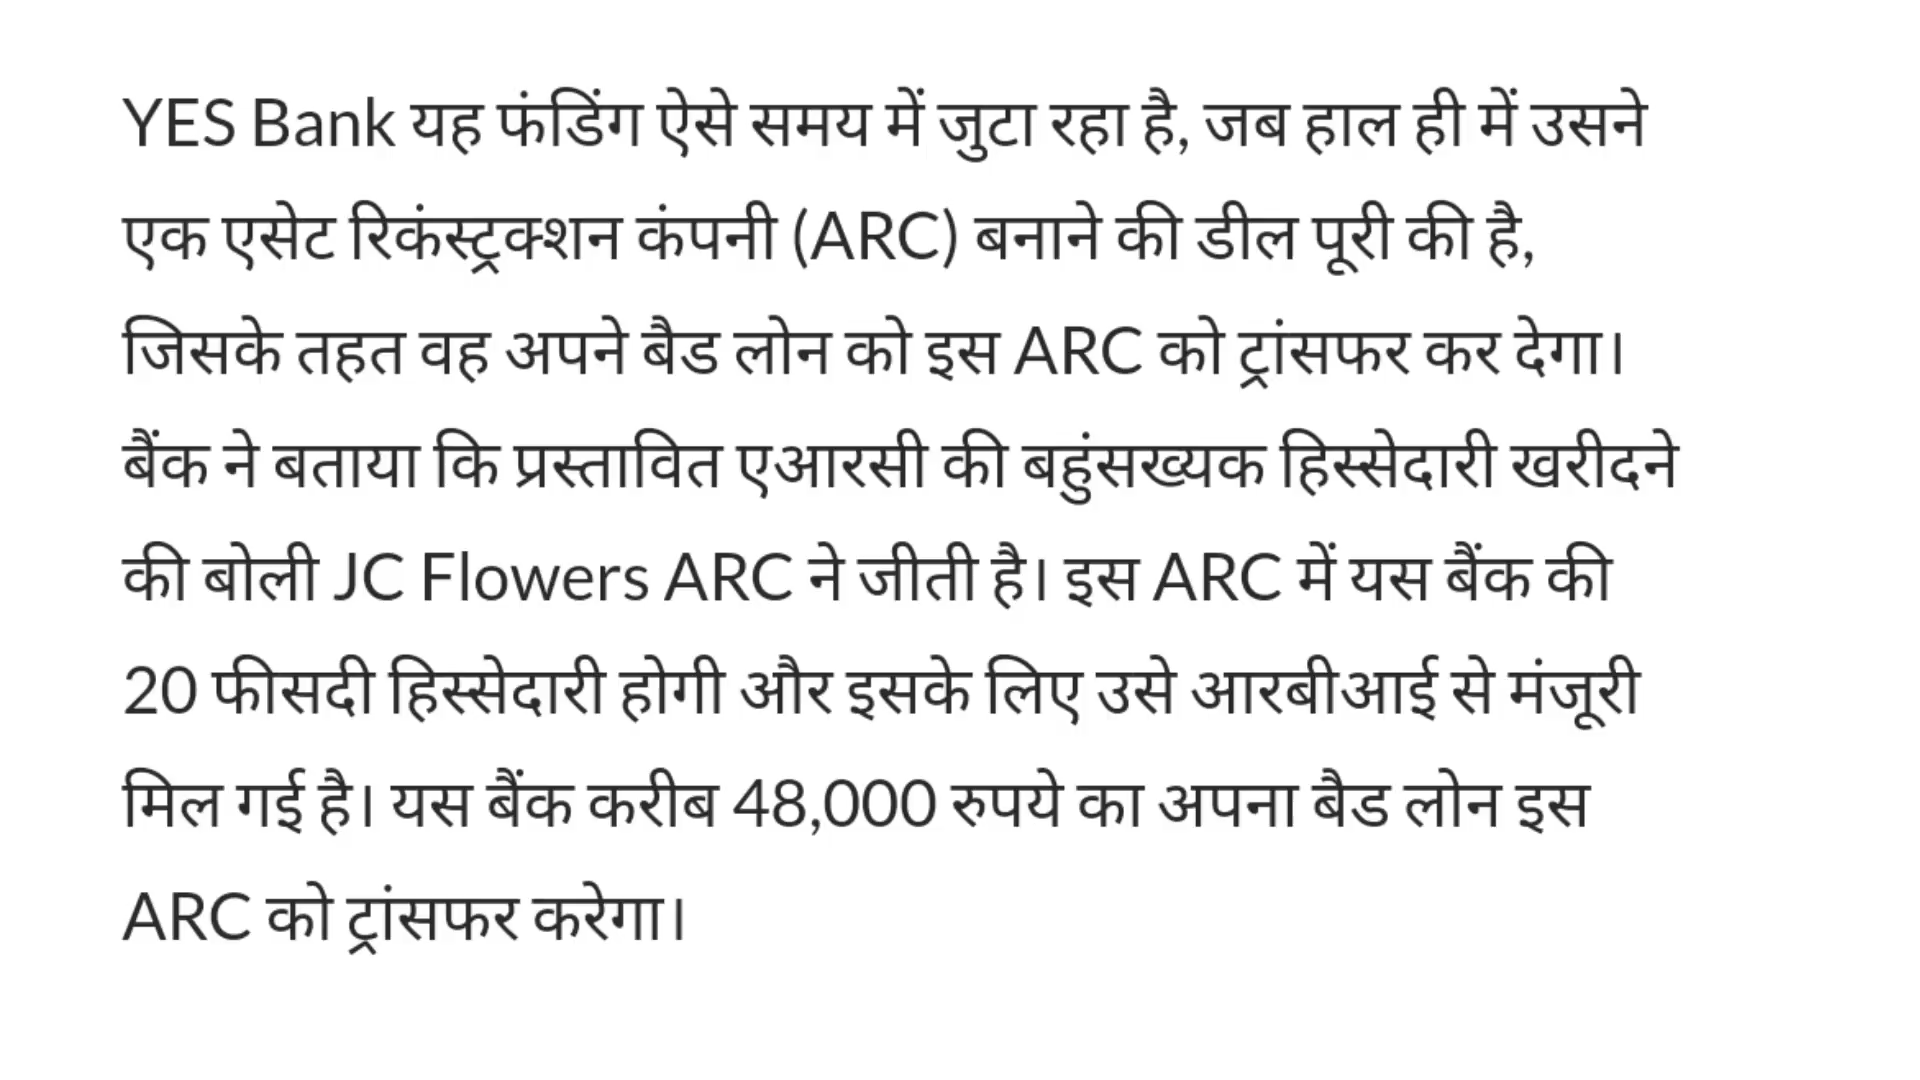 YES Bank यह फंडिंग ऐसे समय में जुटा रहा है, जब हाल ही में उसने
एक एसेट रिकंस्ट्रक्शन कंपनी (ARC) बनाने की डील पूरी की है,
जिसके तहत वह अपने बैड लोन को इस ARC को ट्रांसफर कर देगा।
बैंक ने बताया कि प्रस्तावित एआरसी की बहुंसख्यक हिस्सेदारी खरीदने
की बोली JC Flowers ARC ने जीती है। इस ARC में यस बैंक की
20 फीसदी हिस्सेदारी होगी और इसके लिए उसे आरबीआई से मंजूरी
मिल गई है। यस बैंक करीब 48,000 रुपये का अपना बैड लोन इस
ARC को ट्रांसफर करेगा।